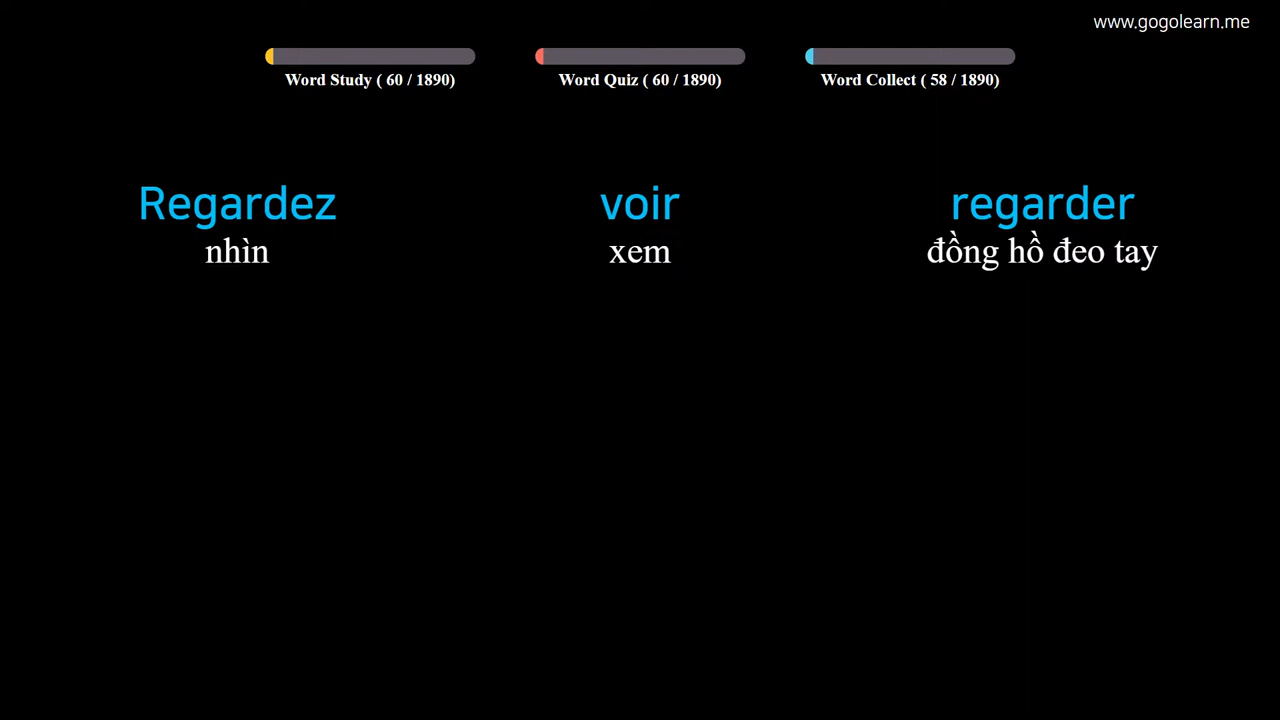 www.gogolearn.me
Word Study ( 60 / 1890)
Word Quiz ( 60 / 1890)
Word Collect ( 58 / 1890)
Regardez
voir
regarder
nhìn
xem
đồng hồ đeo tay